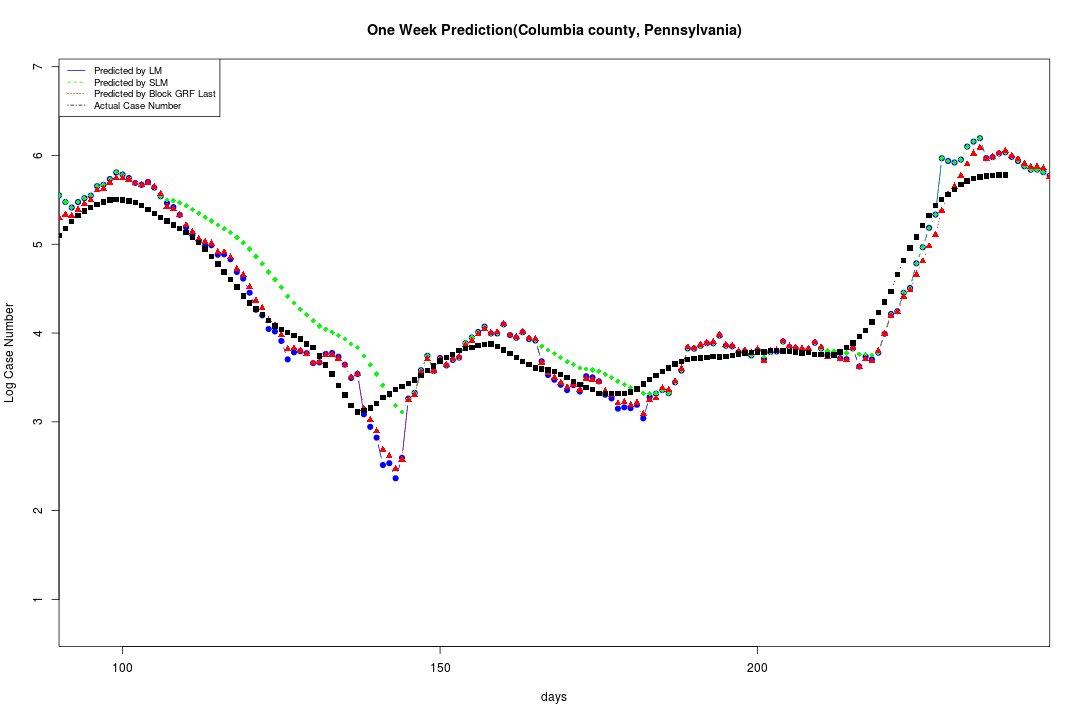 One Week Prediction(Columbia county, Pennsylvania)
Predicted by LM
Predicted by SLM
Predicted by Block GRF Last
Actual Case Number
7
6
5
4
3
2
1
Log Case Number
100 150 200
days